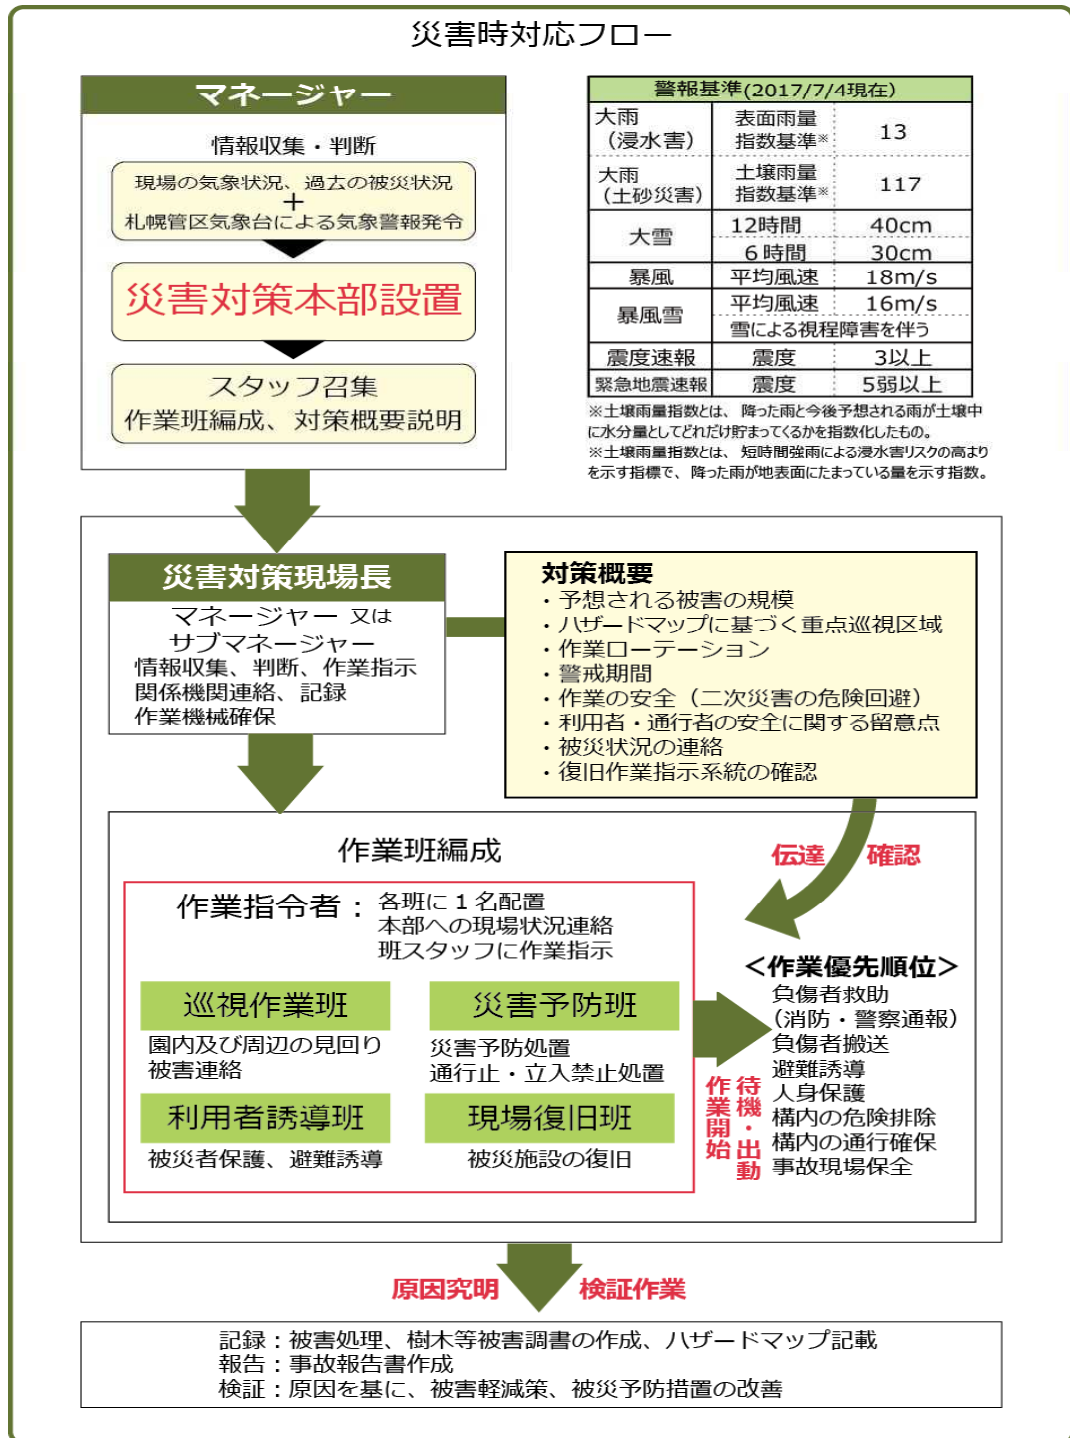 災害時対応フロー
マネージャー
情報収集・判断
現場の気象状況、過去の被災状況
＋
札幌管区気象台による気象警報発令
災害対策本部設置
スタッフ召集
作業班編成、対策概要説明
警報基準(2017/7/4現在)
大雨（浸水害） 表面雨量指数基準※ 13
大雨（土砂災害） 土壌雨量指数基準※ 117
大雪 12時間 40cm
６時間 30cm
暴風 平均風速 18m/s
暴風雪 平均風速 16m/s
雪による視程障害を伴う
震度速報 震度 3以上
緊急地震速報 震度 5弱以上
※土壌雨量指数とは、降った雨と今後予想される雨が土壌中
に水分量としてどれだけ貯まってくるかを指数化したもの。
※土壌雨量指数とは、短時間強雨による浸水害リスクの高まり
を示す指標で、降った雨が地表面にたまっている量を示す指数。
災害対策現場長
マネージャー 又は
サブマネージャー
情報収集、判断、作業指示
関係機関連絡、記録
作業機械確保
対策概要
・予想される被害の規模
・ハザードマップに基づく重点巡視区域
・作業ローテーション
・警戒期間
・作業の安全（二次災害の危険回避）
・利用者・通行者の安全に関する留意点
・被災状況の連絡
・復旧作業指示系統の確認
伝達 確認
作業班編成
作業指令者： 各班に１名配置
本部への現場状況連絡
班スタッフに作業指示
巡視作業班
園内及び周辺の見回り
被害連絡
災害予防班
災害予防処置
通行止・立入禁止処置
利用者誘導班
被災者保護、避難誘導
現場復旧班
被災施設の復旧
待機・出動
作業開始
＜作業優先順位＞
負傷者救助
（消防・警察通報）
負傷者搬送
避難誘導
人身保護
構内の危険排除
構内の通行確保
事故現場保全
原因究明 検証作業
記録：被害処理、樹木等被害調書の作成、ハザードマップ記載
報告：事故報告書作成
検証：原因を基に、被害軽減策、被災予防措置の改善